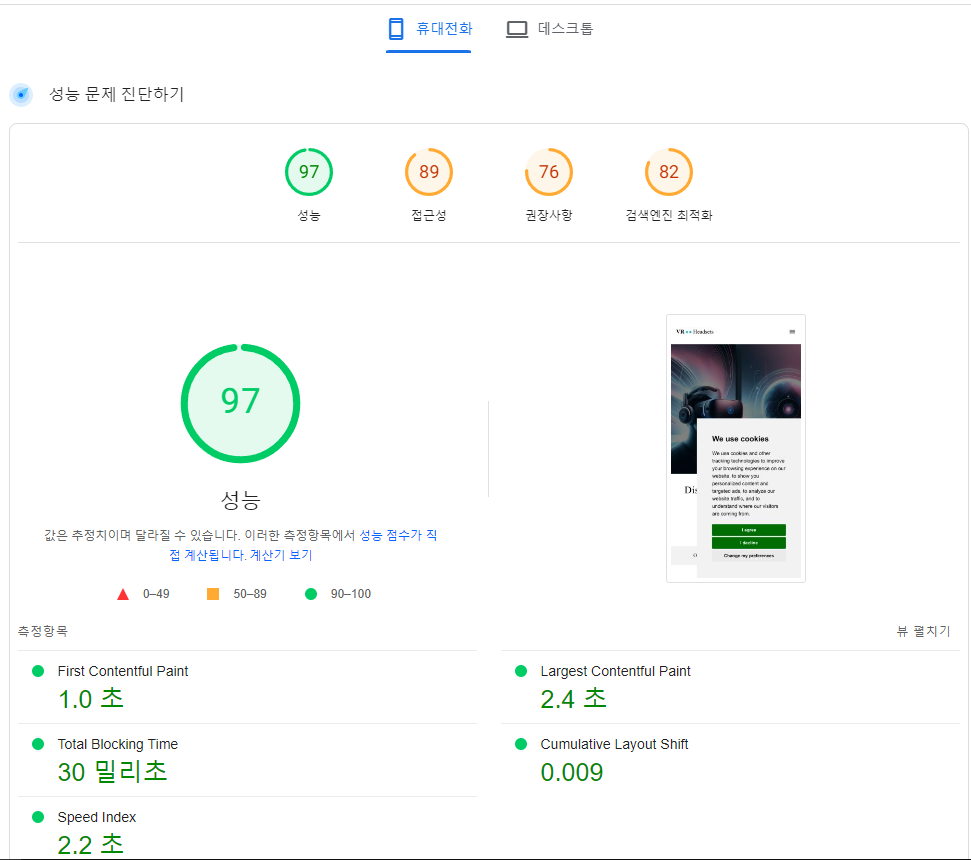 휴대전화
데스크톱
성능 문제 진단하기
97
89
76
82
성능
접근성
권장사항
검색엔진 최적화
97
성능
값은 추정치이며 달라질 수 있습니다. 이러한 측정항목에서 성능 점수가 직
접 계산됩니다. 계산기 보기
0–49
50–89
90–100
VR Headsets
We use cookies
We use cookies and other
tracking technologies to improve
your browsing experience on our
website, to show you
personalized content and
targeted ads, to analyze our
website traffic, and to
understand where our visitors
are coming from.
Dis
I agree
I decline
O
Change my preferences
측정항목
뷰 펼치기
First Contentful Paint
1.0 초
Largest Contentful Paint
2.4 초
Total Blocking Time
30 밀리초
Cumulative Layout Shift
0.009
Speed Index
2.2 초